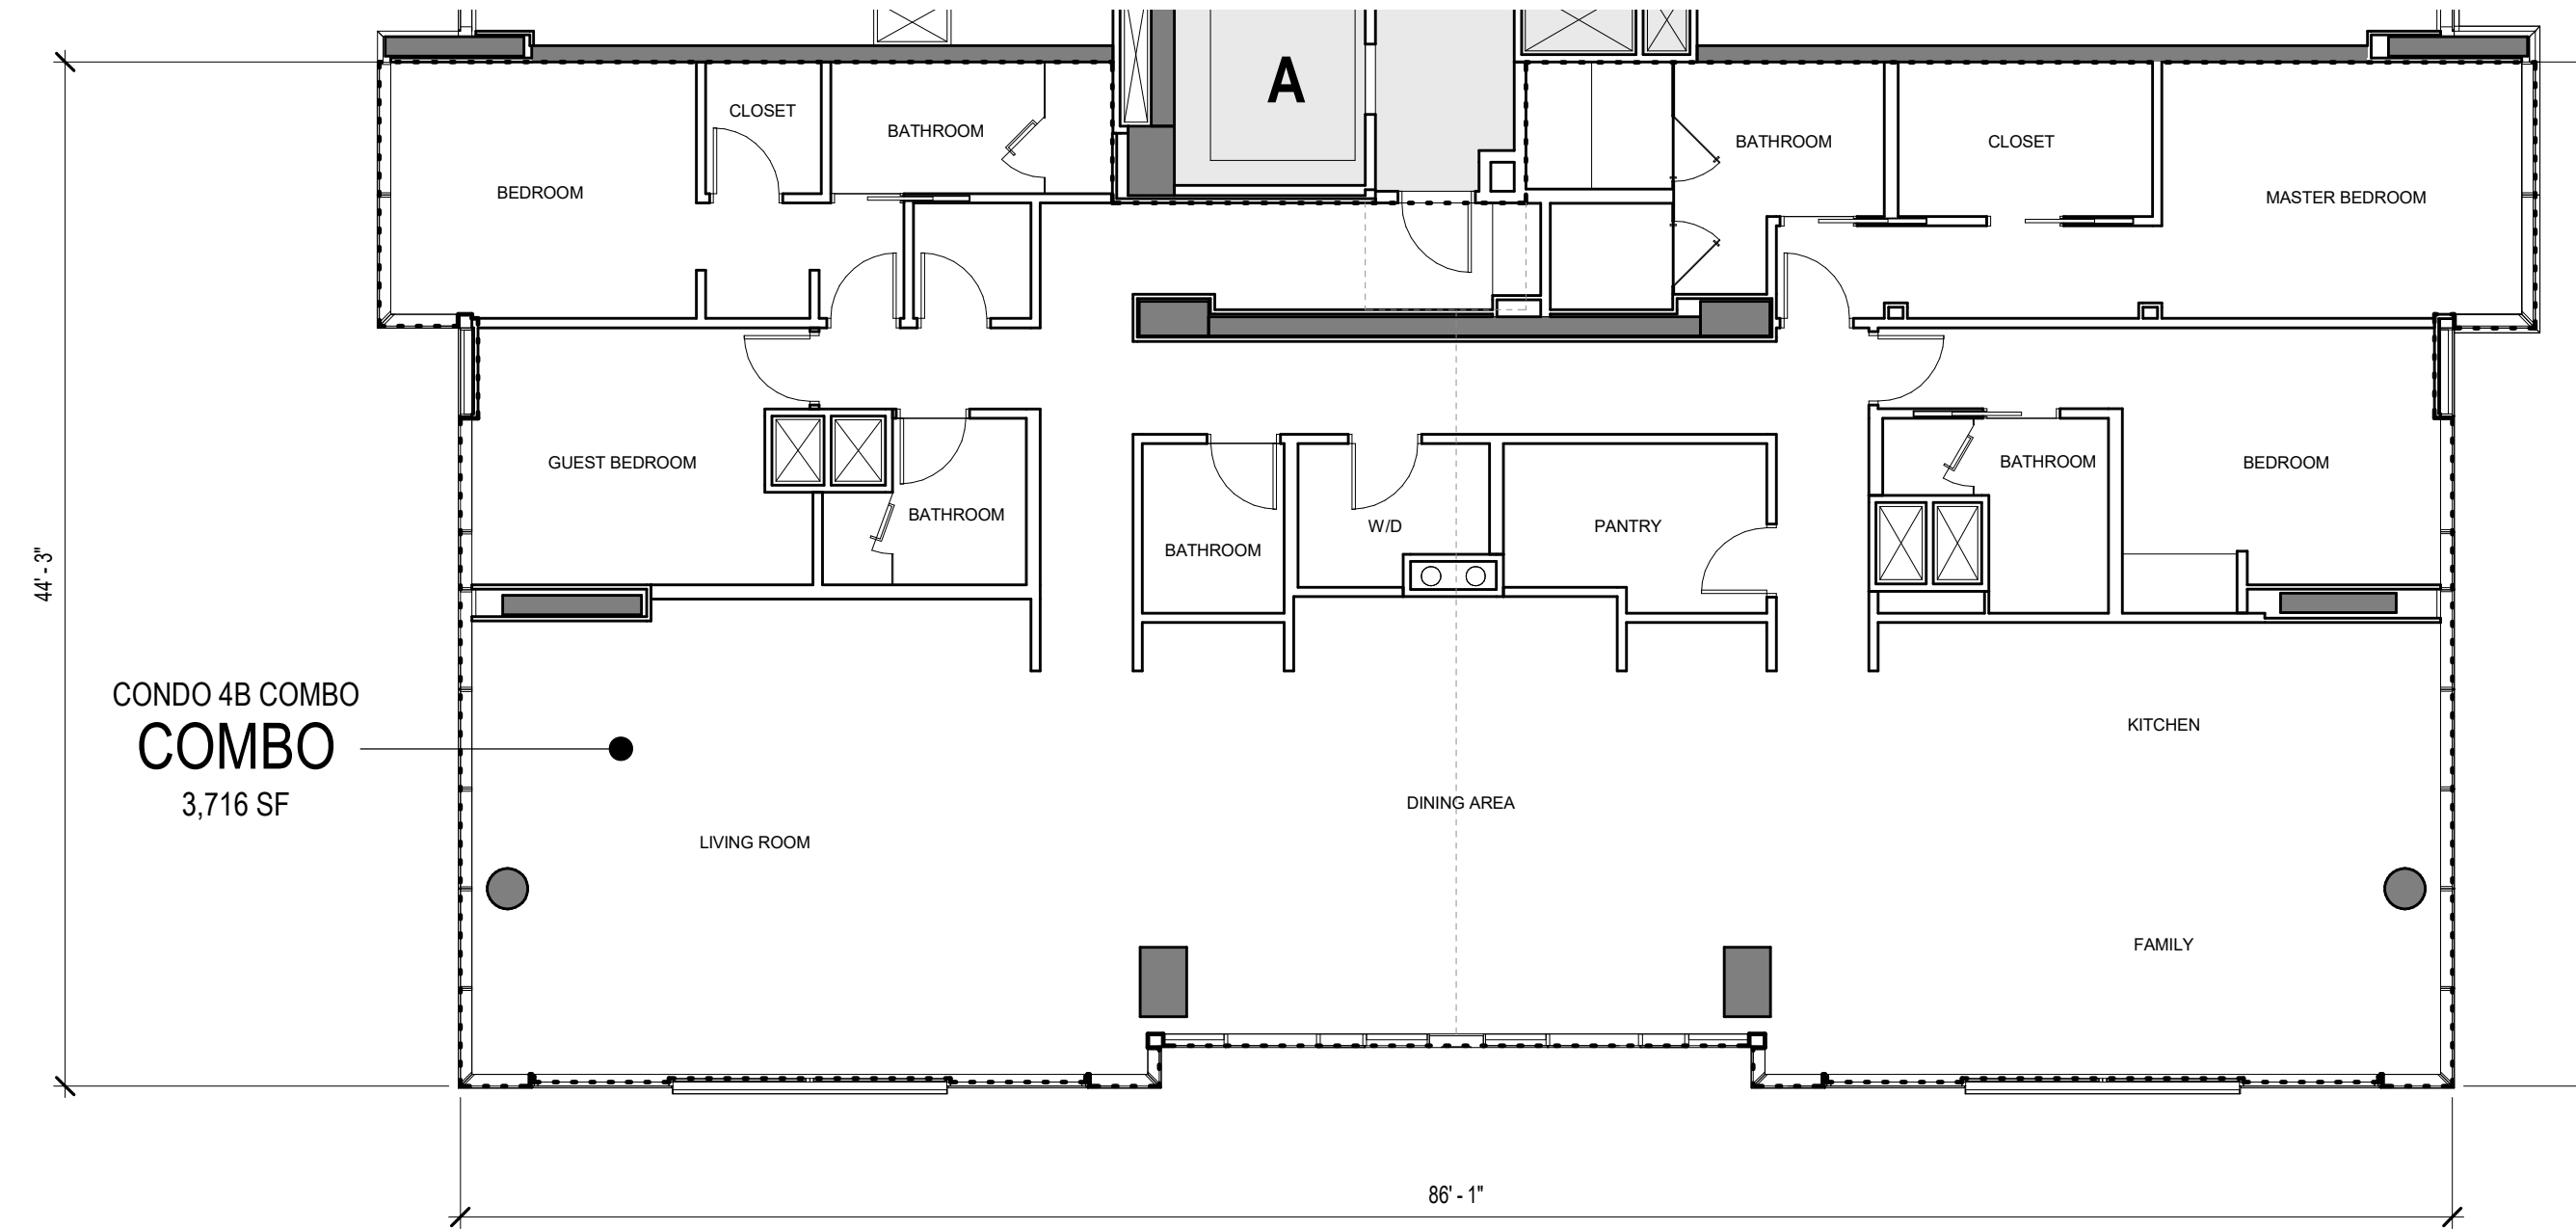 A
CLOSET
BATHROOM
BEDROOM
BATHROOM
CLOSET
MASTER BEDROOM
GUEST BEDROOM
BATHROOM
BATHROOM
W/D
PANTRY
BATHROOM
BEDROOM
44' - 3"
CONDO 4B COMBO
COMBO
3,716 SF
LIVING ROOM
DINING AREA
KITCHEN
FAMILY
86' - 1"